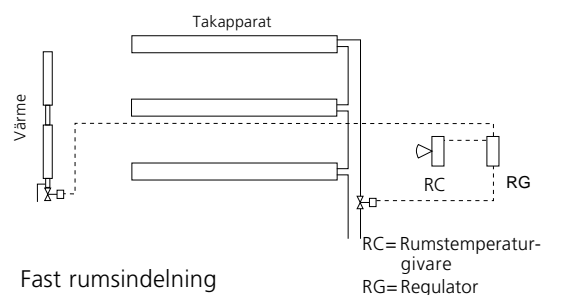 Takapparat
Värme
RC
RG
RC= Rumstemperatur-
givare
RG= Regulator
Fast rumsindelning